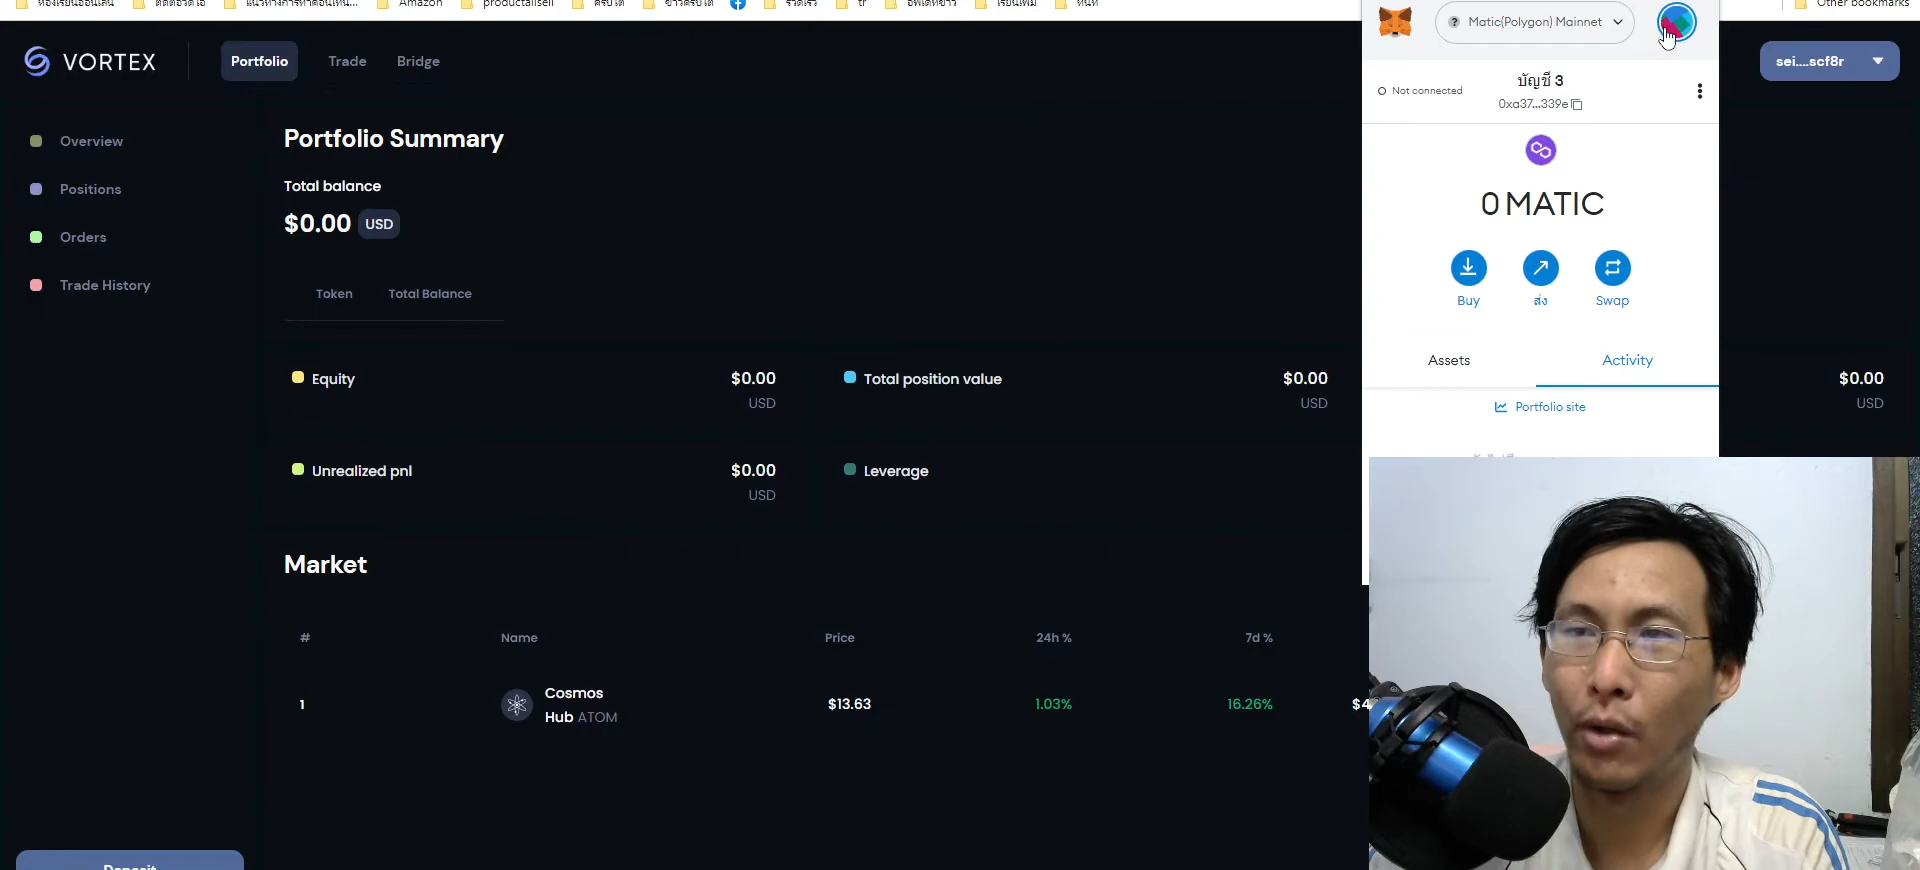 Amazon
productalisell
Other bookmarks
VORTEX
Portfolio
Trade
Bridge
sei....scf8r
Overview
Positions
Orders
Trade History
Portfolio Summary
Total balance
$0.00 USD
Token
Total Balance
Equity
$0.00
USD
Total position value
$0.00
USD
$0.00
USD
Unrealized pnl
$0.00
USD
Leverage
Market
#
Name
Price
24h %
7d %
1
Cosmos
Hub ATOM
$13.63
1.03%
16.26%
Deposit
Matic(Polygon) Mainnet
Not connected
บัญชี 3
0xa37...339e
0 MATIC
Buy
ส่ง
Swap
Assets
Activity
Portfolio site